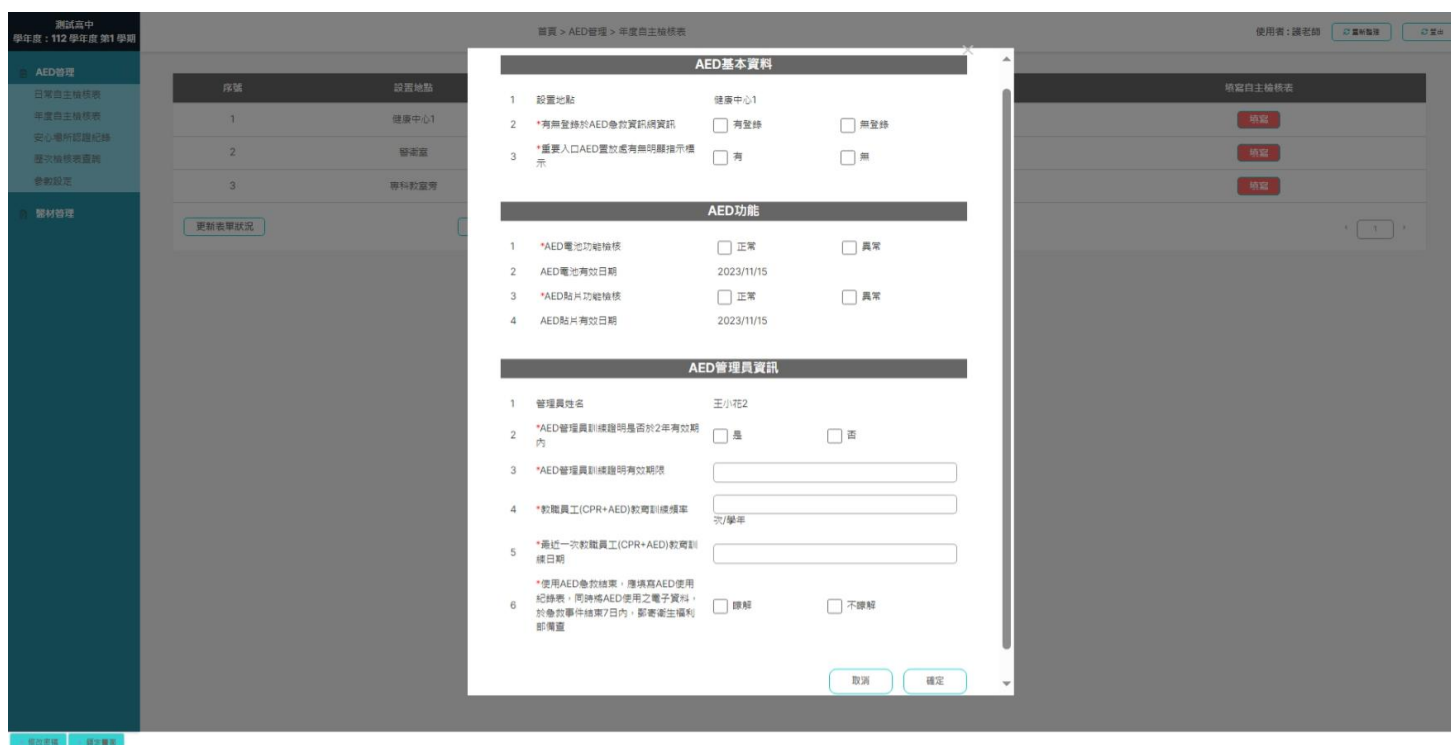 測試高中
學年度：112 學年度 第1 學期
首頁 > AED管理 > 年度自主檢核表
使用者：護老師
重新整理
登出
AED管理
日常自主檢核表
年度自主檢核表
安心場所認證紀錄
歷次檢核表查詢
參數設定
醫材管理
序號
設置地點
填寫自主檢核表
1
健康中心1
填寫
2
警衛室
填寫
3
專科教室旁
填寫
更新表單狀況
1
AED基本資料
1 設置地點 健康中心1
2 *有無登錄於AED急救資訊網資訊 有登錄 無登錄
3 *重要人口AED置放處有無明顯指示標
示 有 無
AED功能
1 *AED電池功能檢核 正常 異常
2 AED電池有效日期 2023/11/15
3 *AED貼片功能檢核 正常 異常
4 AED貼片有效日期 2023/11/15
AED管理員資訊
1 管理員姓名 王小花2
2 *AED管理員訓練證明是否於2年有效期
內 是 否
3 *AED管理員訓練證明有效期限
4 *教職員工(CPR+AED)教育訓練頻率
次/學年
5 *最近一次教職員工(CPR+AED)教育訓
練日期
6 *使用AED急救結束，應填寫AED使用
紀錄表，同時將AED使用之電子資料，
於急救事件結束7日內，郵寄衛生福利
部備查 瞭解 不瞭解
取消 確定
修改密碼